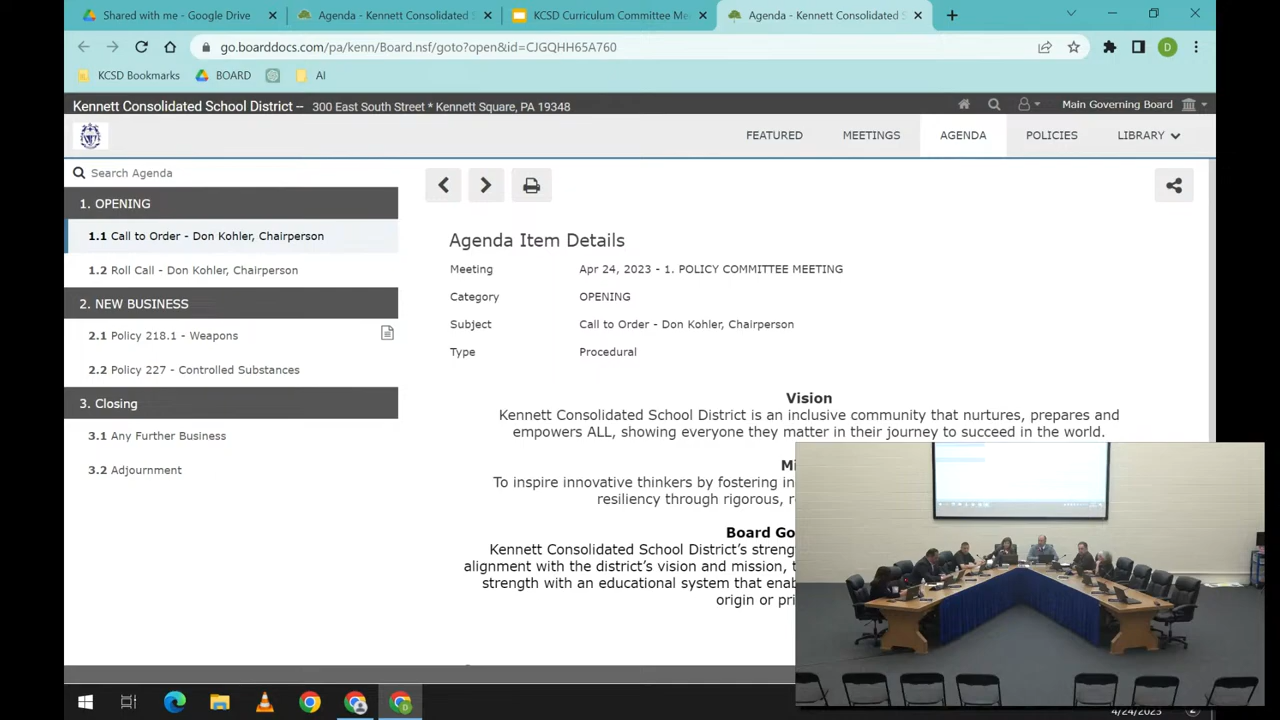 Shared with me - Google Drive
Agenda - Kennett Consolidated S
KCSD Curriculum Committee Me
Agenda - Kennett Consolidated S
go.boarddocs.com/pa/kenn/Board.nsf/goto?open&id=CJGQHH65A760
D
KCSD Bookmarks
BOARD
AI
Kennett Consolidated School District -- 300 East South Street * Kennett Square, PA 19348
Main Governing Board
FEATURED
MEETINGS
AGENDA
POLICIES
LIBRARY
Search Agenda
1. OPENING
1.1 Call to Order - Don Kohler, Chairperson
1.2 Roll Call - Don Kohler, Chairperson
2. NEW BUSINESS
2.1 Policy 218.1 - Weapons
2.2 Policy 227 - Controlled Substances
3. Closing
3.1 Any Further Business
3.2 Adjournment
Agenda Item Details
Meeting Apr 24, 2023 - 1. POLICY COMMITTEE MEETING
Category OPENING
Subject Call to Order - Don Kohler, Chairperson
Type Procedural
Vision
Kennett Consolidated School District is an inclusive community that nurtures, prepares and
empowers ALL, showing everyone they matter in their journey to succeed in the world.
Mi
To inspire innovative thinkers by fostering in
resiliency through rigorous, r
Board Go
Kennett Consolidated School District's streng
alignment with the district's vision and mission, t
strength with an educational system that enab
origin or pri
4/24/2023